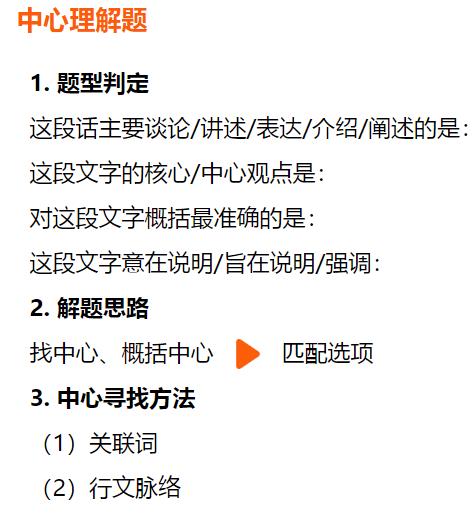 中心理解题
1. 题型判定
这段话主要谈论/讲述/表达/介绍/阐述的是：
这段文字的核心/中心观点是：
对这段文字概括最准确的是：
这段文字意在说明/旨在说明/强调：
2. 解题思路
找中心、概括中心 匹配选项
3. 中心寻找方法
（1）关联词
（2）行文脉络